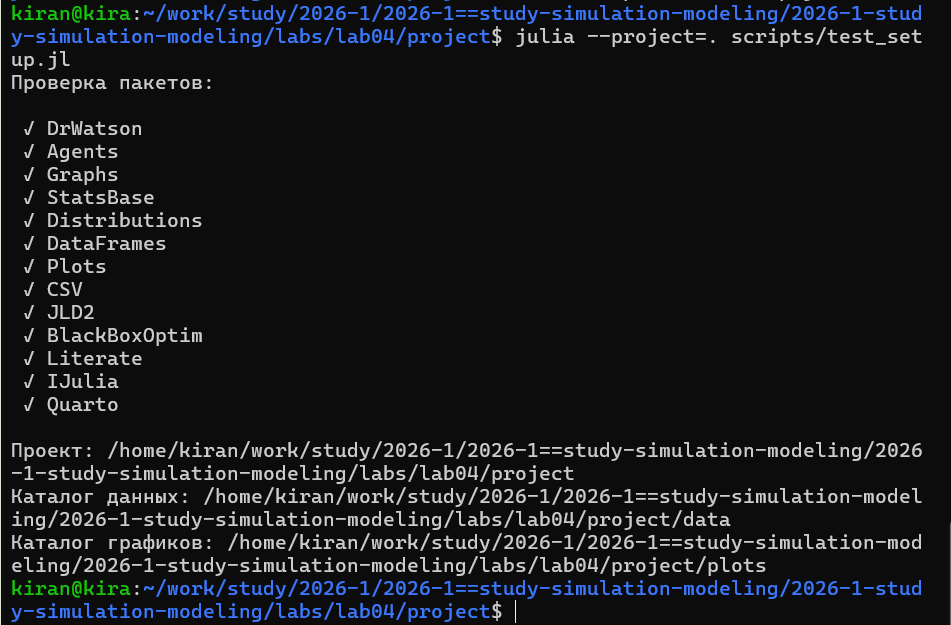 kiran@kira:~/work/study/2026-1/2026-1==study-simulation-modeling/2026-1-stud
y-simulation-modeling/labs/lab04/project$ julia --project=. scripts/test_set
up.jl
Проверка пакетов:
✓ DrWatson
✓ Agents
✓ Graphs
✓ StatsBase
✓ Distributions
✓ DataFrames
✓ Plots
✓ CSV
✓ JLD2
✓ BlackBoxOptim
✓ Literate
✓ IJulia
✓ Quarto
Проект: /home/kiran/work/study/2026-1/2026-1==study-simulation-modeling/2026
-1-study-simulation-modeling/labs/lab04/project
Каталог данных: /home/kiran/work/study/2026-1/2026-1==study-simulation-model
ing/2026-1-study-simulation-modeling/labs/lab04/project/data
Каталог графиков: /home/kiran/work/study/2026-1/2026-1==study-simulation-mod
eling/2026-1-study-simulation-modeling/labs/lab04/project/plots
kiran@kira:~/work/study/2026-1/2026-1==study-simulation-modeling/2026-1-stud
y-simulation-modeling/labs/lab04/project$